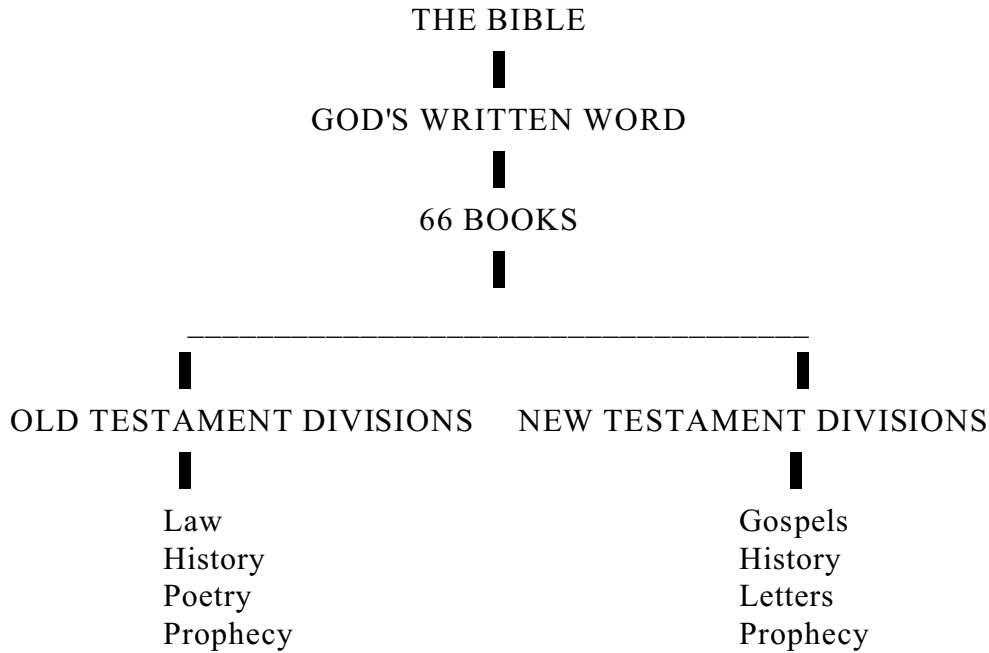 THE BIBLE
GOD'S WRITTEN WORD
66 BOOKS
OLD TESTAMENT DIVISIONS NEW TESTAMENT DIVISIONS
Law Gospels
History History
Poetry Letters
Prophecy Prophecy